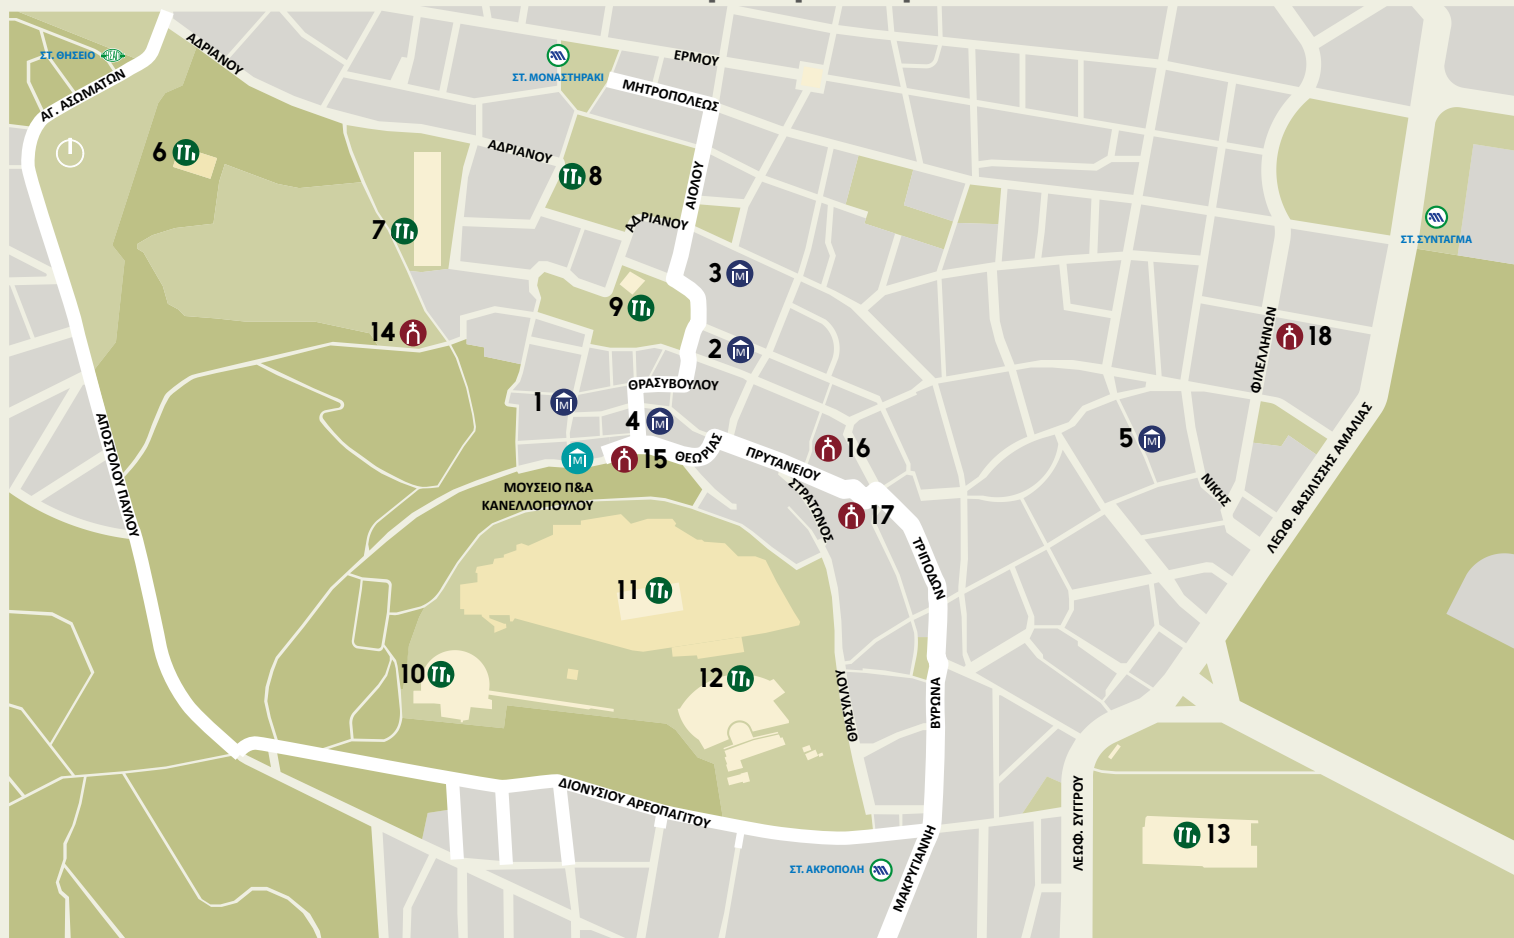 ΕΡΜΟΥ
ΣΤ. ΘΗΣΕΙΟ
ΑΔΡΙΑΝΟΥ
ΣΤ. ΜΟΝΑΣΤΗΡΑΚΙ
ΜΗΤΡΟΠΟΛΕΩΣ
ΑΓ. ΑΣΩΜΑΤΩΝ
6
ΑΔΡΙΑΝΟΥ
8
ΑΙΟΛΟΥ
7
ΑΔΡΙΑΝΟΥ
ΣΤ. ΣΥΝΤΑΓΜΑ
3
9
14
2
18
ΦΙΛΕΛΛΗΝΩΝ
ΘΡΑΣΥΒΟΥΛΟΥ
1
4
ΑΠΟΣΤΟΛΟΥ ΠΑΥΛΟΥ
15
ΘΕΩΡΙΑΣ
ΠΡΥΤΑΝΕΙΟΥ
16
5
ΝΙΚΗΣ
ΛΕΩΦ. ΒΑΣΙΛΙΣΣΗΣ ΑΜΑΛΙΑΣ
ΜΟΥΣΕΙΟ Π&Α
ΚΑΝΕΛΛΟΠΟΥΛΟΥ
ΣΤΡΑΤΩΝΟΣ
17
ΤΡΙΠΟΔΩΝ
11
10
12
ΘΡΑΣΥΛΛΟΥ
ΒΥΡΩΝΑ
ΔΙΟΝΥΣΙΟΥ ΑΡΕΟΠΑΓΙΤΟΥ
ΛΕΩΦ. ΣΥΓΓΡΟΥ
13
ΣΤ. ΑΚΡΟΠΟΛΗ
ΜΑΚΡΥΓΙΑΝΝΗ